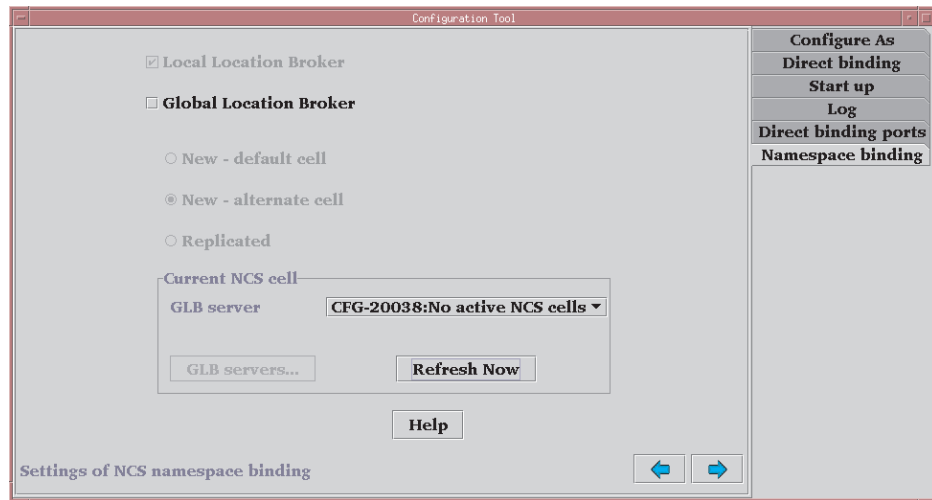 Configuration Tool
Local Location Broker
Global Location Broker
New - default cell
New - alternate cell
Replicated
Current NCS cell
GLB server
CFG-20038:No active NCS cells
GLB servers...
Refresh Now
Help
Settings of NCS namespace binding
Configure As
Direct binding
Start up
Log
Direct binding ports
Namespace binding